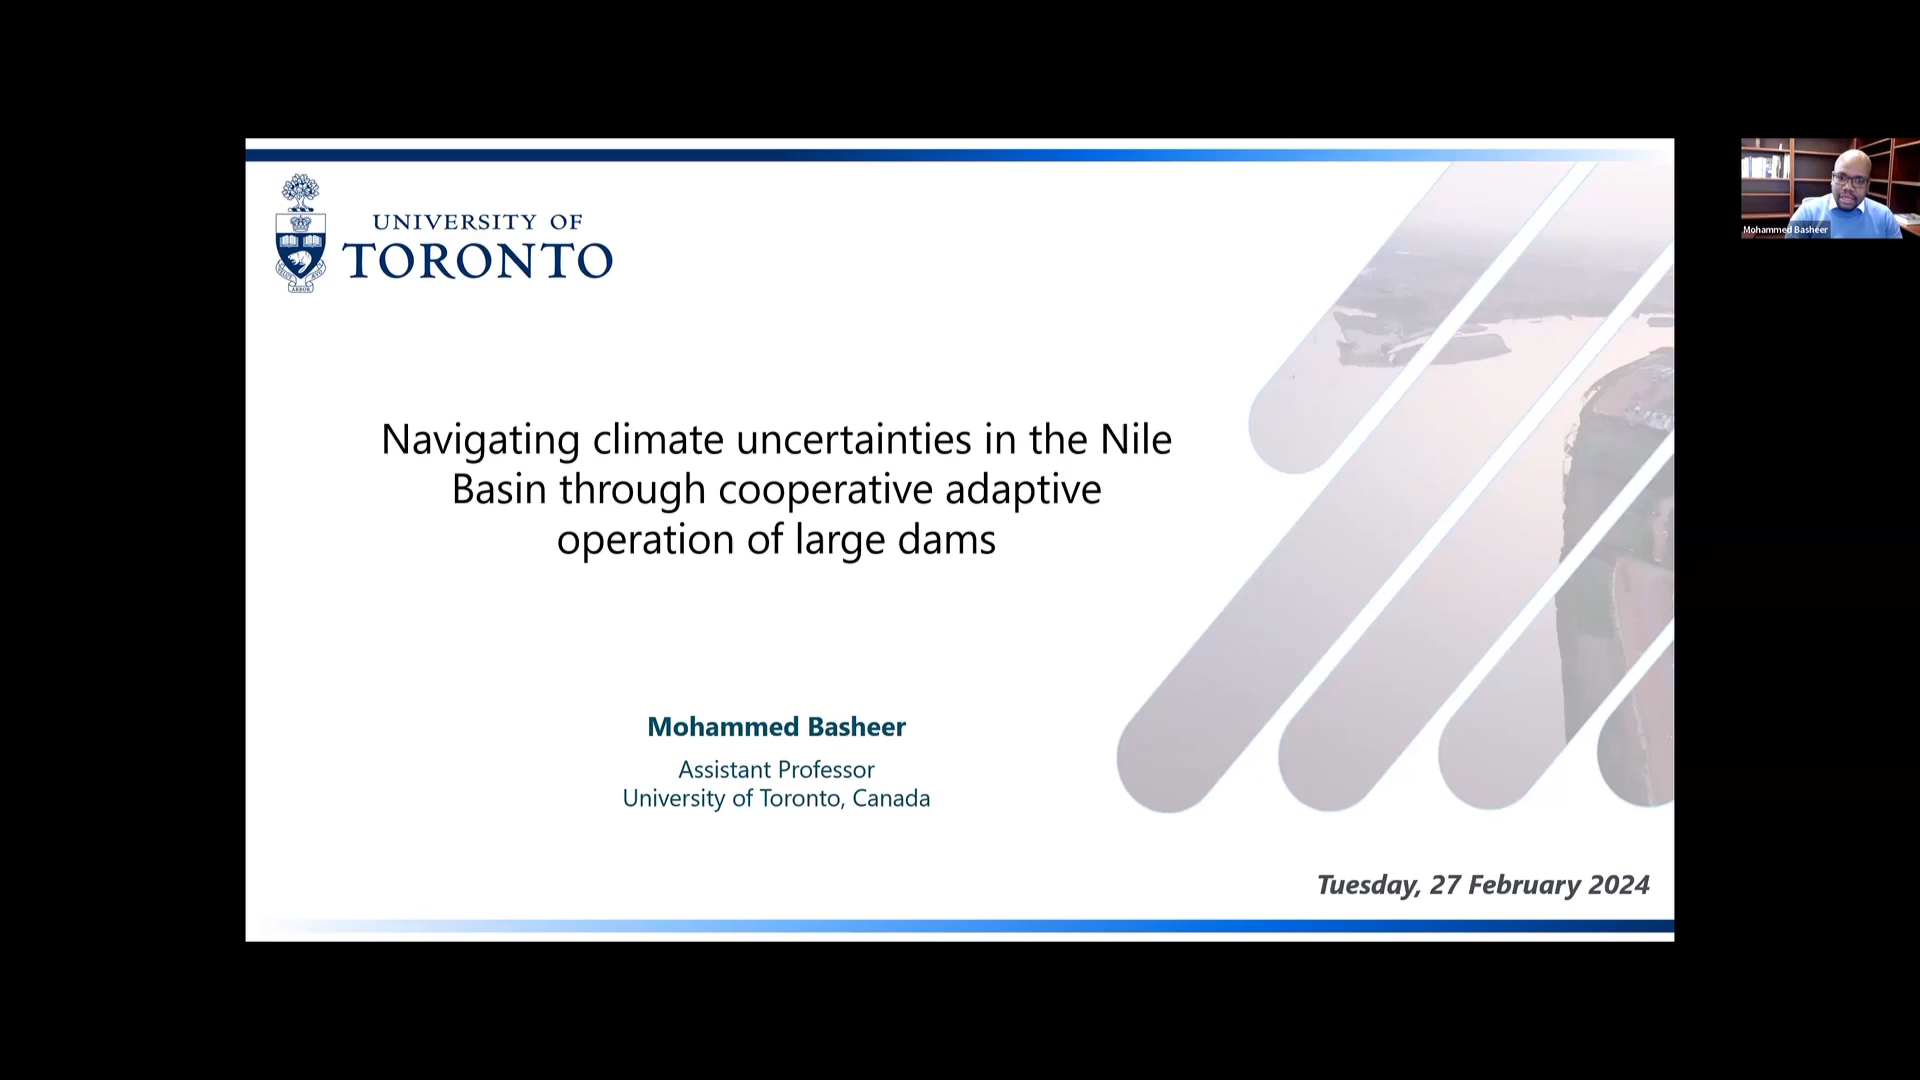 UNIVERSITY OF
TORONTO
ARBOR
Mohammed Basheer
Navigating climate uncertainties in the Nile
Basin through cooperative adaptive
operation of large dams
Mohammed Basheer
Assistant Professor
University of Toronto, Canada
Tuesday, 27 February 2024